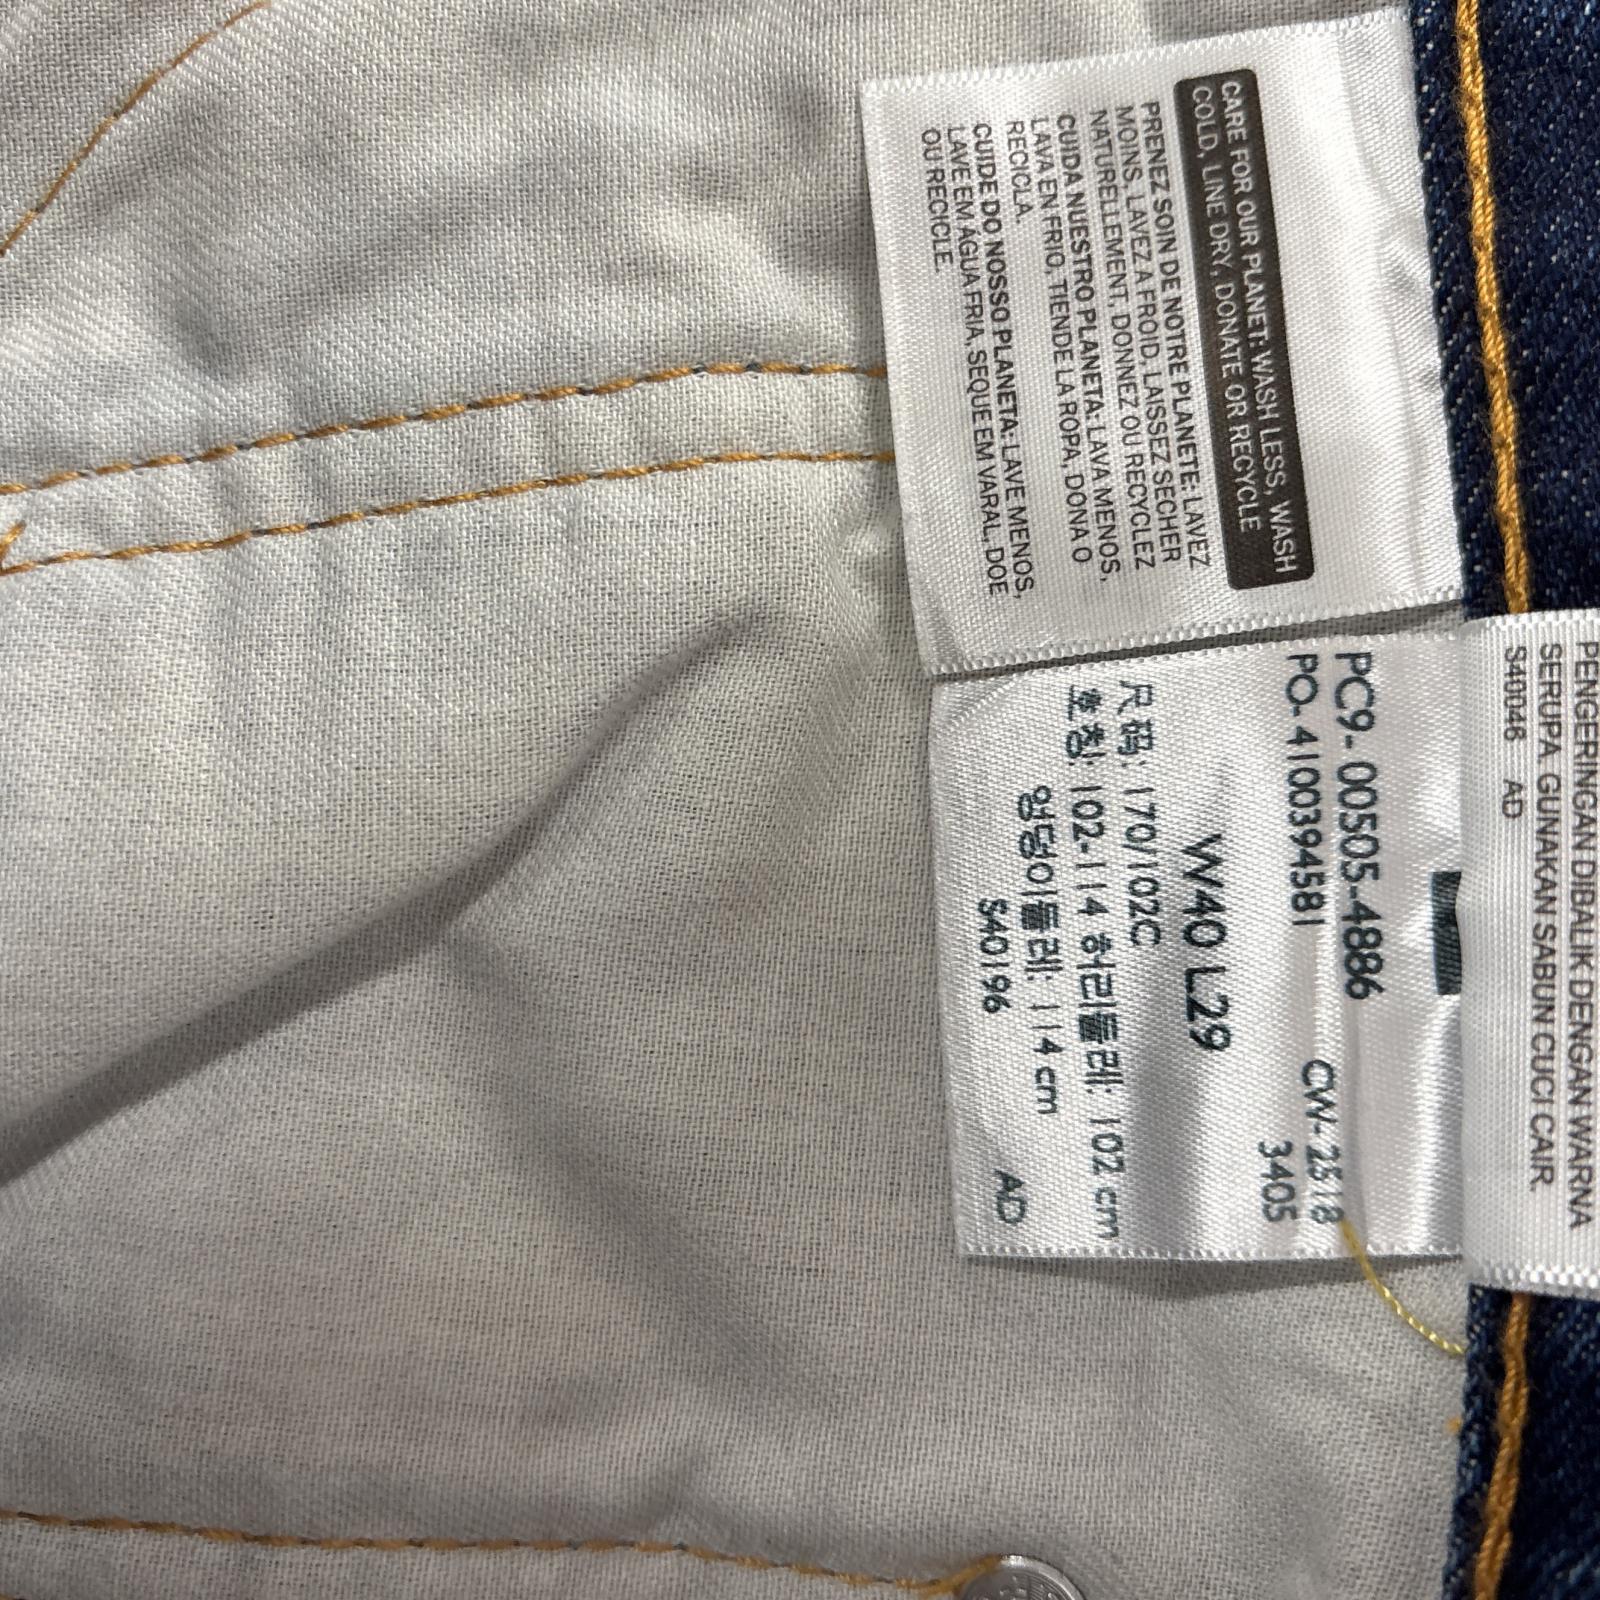 CARE FOR OUR PLANET: WASH LESS, WASH
COLD, LINE DRY, DONATE OR RECYCLE
PRENEZ SOIN DE NOTRE PLANETE: LAVEZ
MOINS, LAVEZ A FROID, LAISSEZ SECHER
NATURELLEMENT, DONNEZ OU RECYCLEZ
CUIDA NUESTRO PLANETA: LAVA MENOS,
LAVA EN FRIO, TIENDE LA ROPA, DONA O
RECICLA.
CUIDE DO NOSSO PLANETA: LAVE MENOS,
LAVE EM AGUA FRIA, SEQUE EM VARAL, DOE
OU RECICLE.
PC9-00505-4886
PO-4100394581 CW-2518
3405
W40 L29
尺码: 170/102C
호칭: 102-114 허리둘레: 102 cm
엉덩이둘레: 114 cm
S40196 AD
PENGERINGAN DIBALIK DENGAN WARNA
SERUPA. GUNAKAN SABUN CUCI CAIR.
S40046 AD